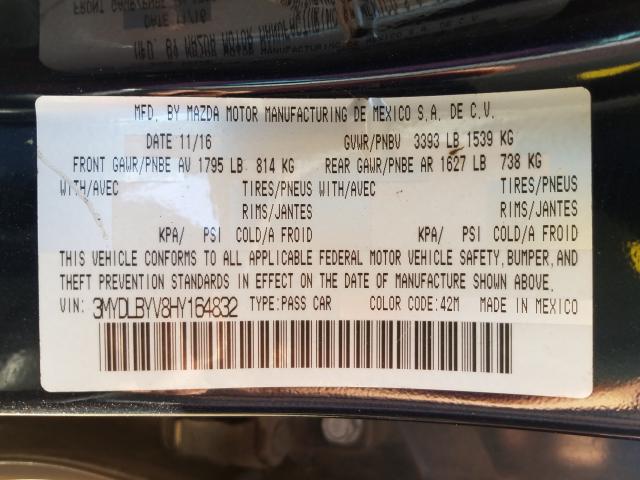 MFD. BY MAZDA MOTOR MANUFACTURING DE MEXICO S.A. DE C.V.
DATE 11/16 GVWR/PNBV 3393 LB 1539 KG
FRONT GAWR/PNBE AV 1795 LB 814 KG REAR GAWR/PNBE AR 1627 LB 738 KG
WITH/AVEC TIRES/PNEUS WITH/AVEC TIRES/PNEUS
RIMS/JANTES RIMS/JANTES
KPA/ PSI COLD/A FROID KPA/ PSI COLD/A FROID
THIS VEHICLE CONFORMS TO ALL APPLICABLE FEDERAL MOTOR VEHICLE SAFETY, BUMPER, AND
THEFT PREVENTION STANDARDS IN EFFECT ON THE DATE OF MANUFACTURE SHOWN ABOVE.
VIN: 3MYDLBYV8HY164832 TYPE:PASS CAR COLOR CODE:42M MADE IN MEXICO